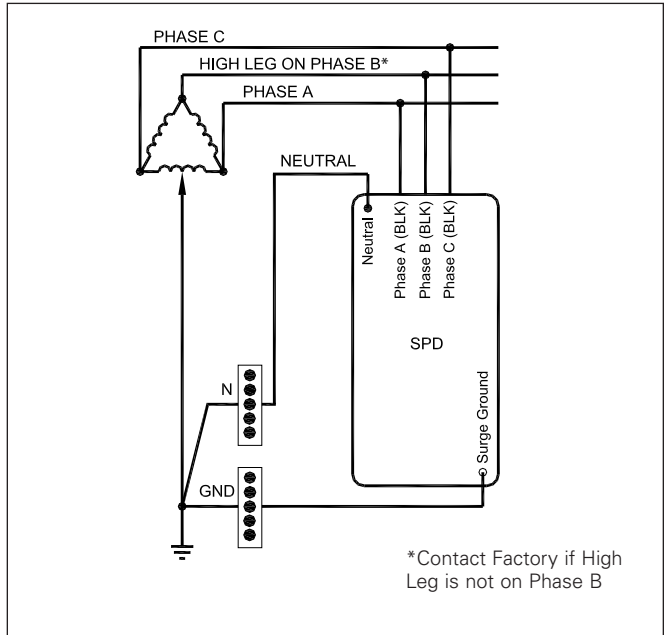 PHASE C
HIGH LEG ON PHASE B*
PHASE A
NEUTRAL
Neutral
Phase A (BLK)
Phase B (BLK)
Phase C (BLK)
SPD
N
Surge Ground
GND
*Contact Factory if High
Leg is not on Phase B